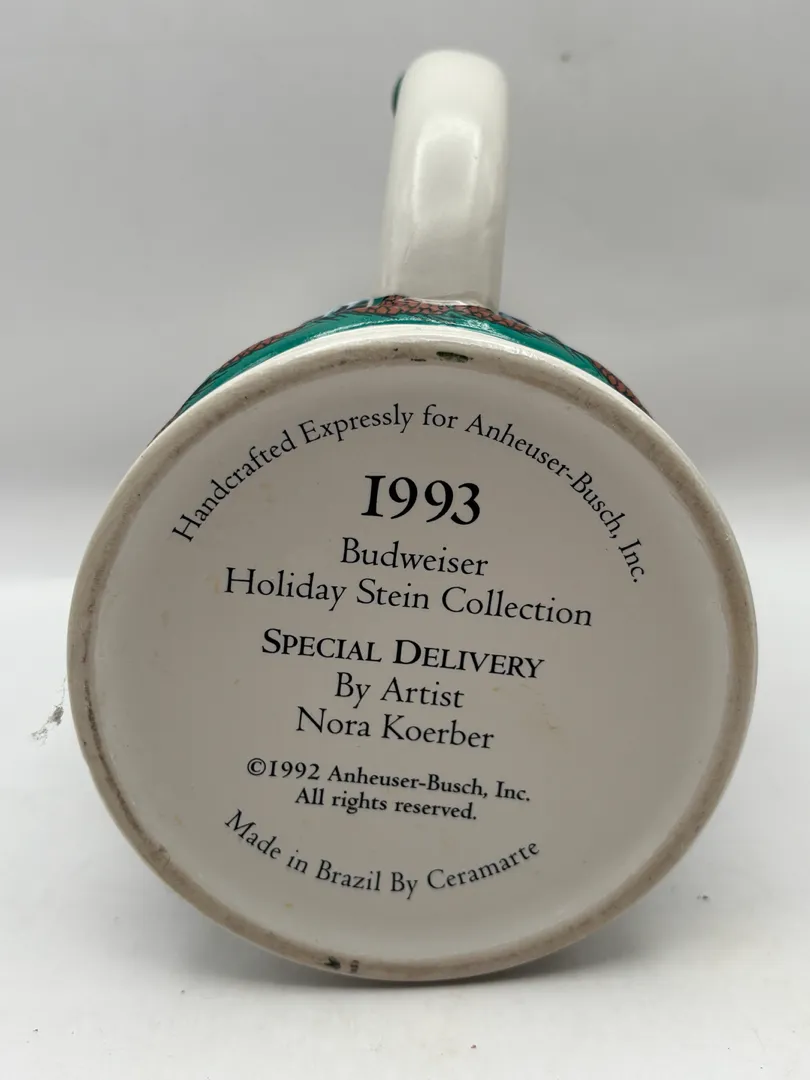 Handcrafted Expressly for Anheuser-Busch, Inc.
1993
Budweiser
Holiday Stein Collection
SPECIAL DELIVERY
By Artist
Nora Koerber
©1992 Anheuser-Busch, Inc.
All rights reserved.
Made in Brazil By Ceramarte